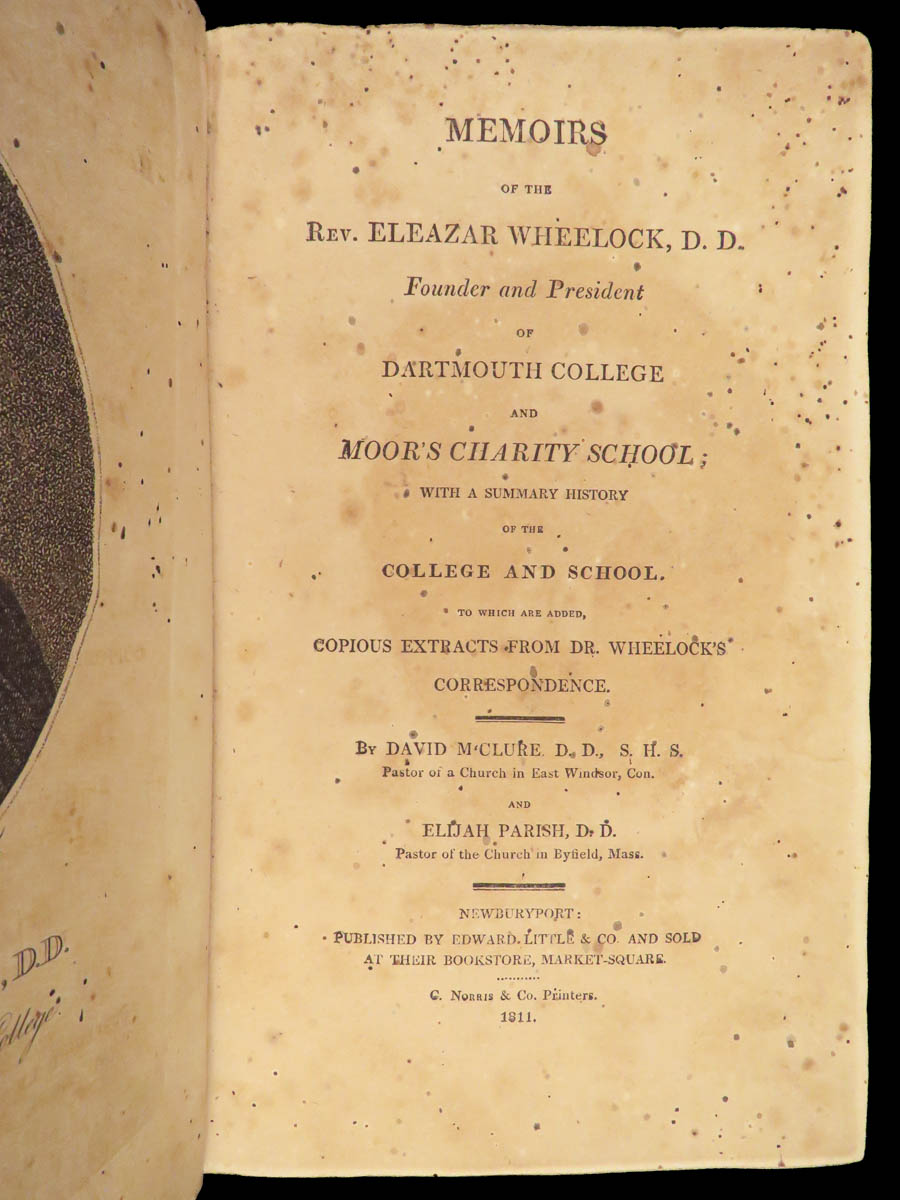 , D.D.
College.
MEMOIRS
OF THE
REV. ELEAZAR WHEELOCK, D. D.
Founder and President
OF
DARTMOUTH COLLEGE
AND
MOOR'S CHARITY SCHOOL;
WITH A SUMMARY HISTORY
OF THE
COLLEGE AND SCHOOL.
TO WHICH ARE ADDED,
COPIOUS EXTRACTS FROM DR. WHEELOCK'S
CORRESPONDENCE.
BY DAVID M‘CLURE. D. D., S. H. S.
Pastor of a Church in East Windsor, Con.
AND
ELIJAH PARISH, D. D.
Pastor of the Church in Byfield, Mass.
NEWBURYPORT:
PUBLISHED BY EDWARD LITTLE & CO. AND SOLD
AT THEIR BOOKSTORE, MARKET-SQUARE.
C. NORRIS & Co. Printers.
1811.